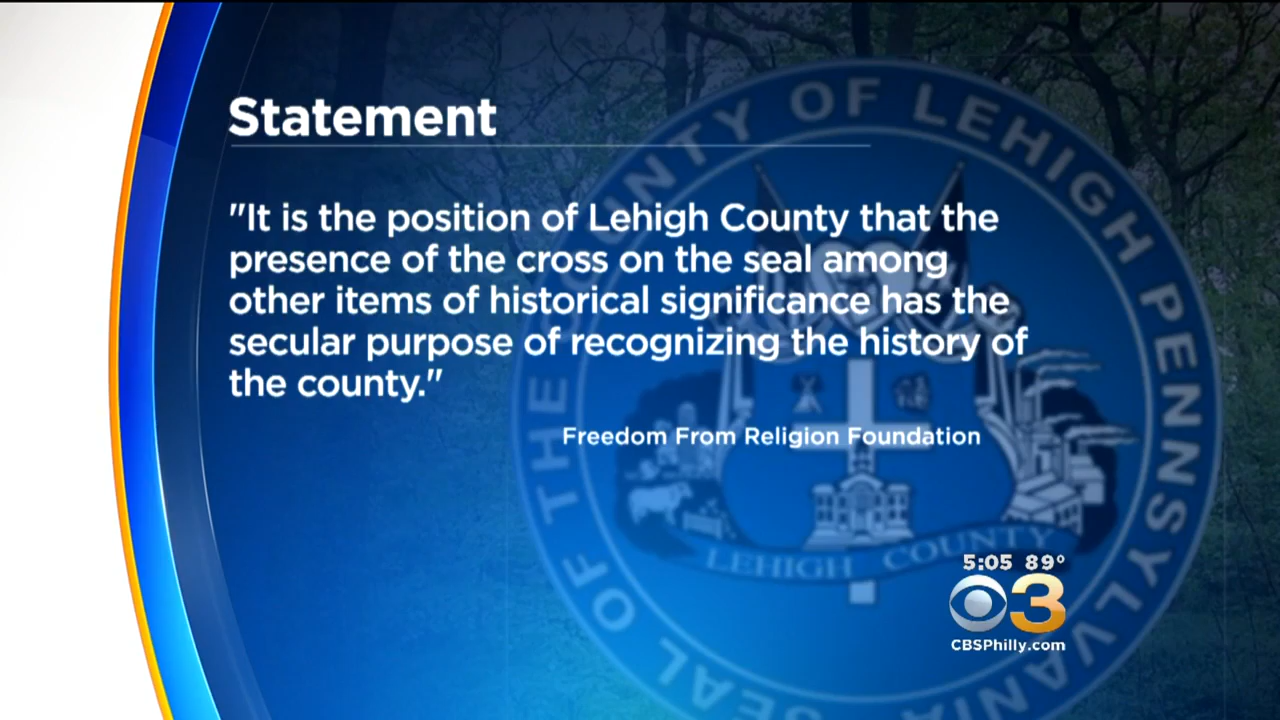 Statement
"It is the position of Lehigh County that the
presence of the cross on the seal among
other items of historical significance has the
secular purpose of recognizing the history of
the county."
Freedom From Religion Foundation
SEAL OF THE COUNTY OF LEHIGH PENNSYLVANIA
LEHIGH COUNTY
5:05 89°
3
CBSPhilly.com